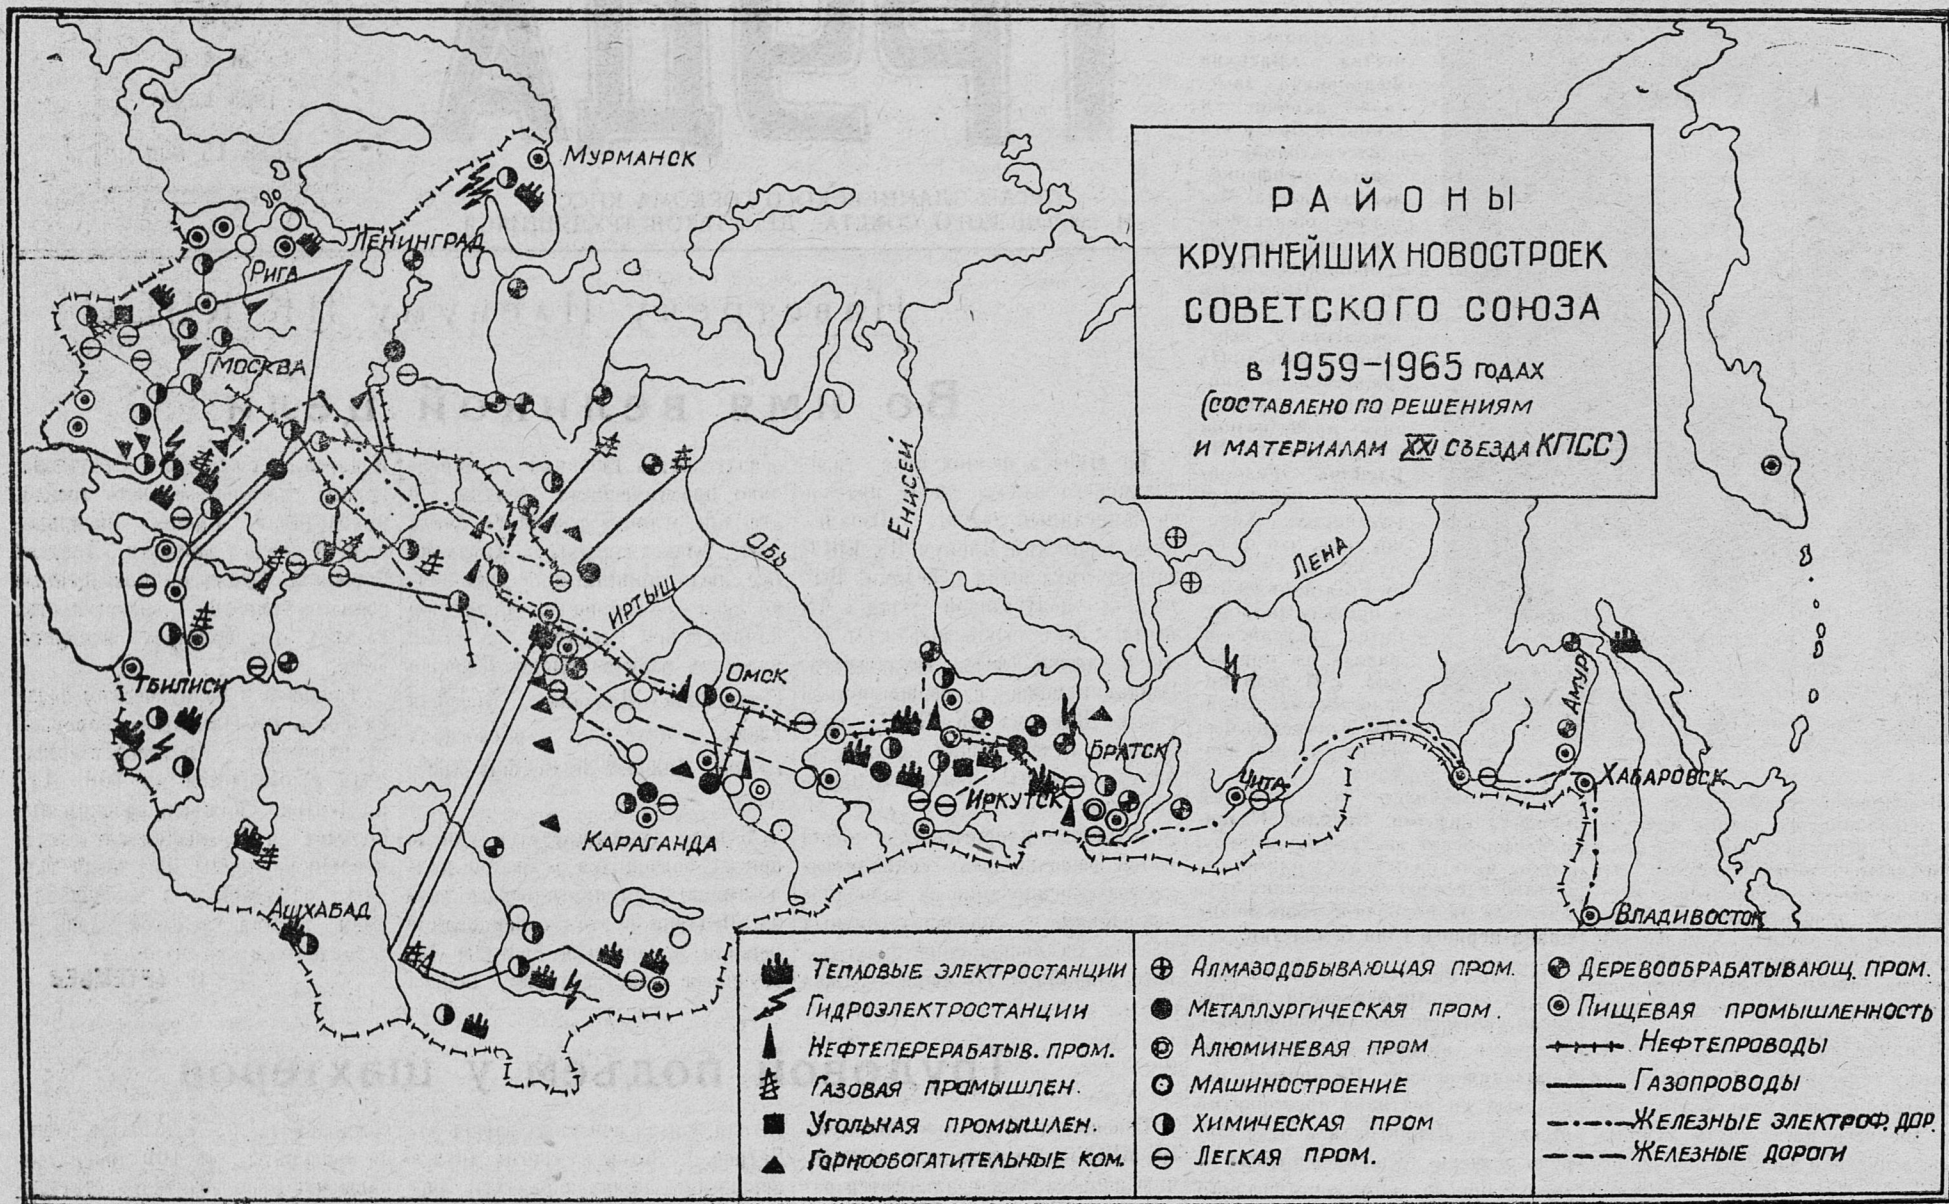 РАЙОНЫ
КРУПНЕЙШИХ НОВОСТРОЕК
СОВЕТСКОГО СОЮЗА
в 1959-1965 годах
(составлено по решениям
и материалам XXI съезда КПСС)
Мурманск
Ленинград
Рига
Москва
Енисей
Обь
Лена
Иртыш
Омск
Тбилиси
Амур
Братск
Чита
Хабаровск
Иркутск
Караганда
Ашхабад
Владивосток
Тепловые электростанции
Гидроэлектростанции
Нефтеперерабатыв. пром.
Газовая промышлен.
Угольная промышлен.
Горнообогатительные ком.
Алмазодобывающая пром.
Металлургическая пром.
Алюминевая пром
Машиностроение
Химическая пром
Легкая пром.
Деревообрабатывающ. пром.
Пищевая промышленность
Нефтепроводы
Газопроводы
Железные электроф. дор.
Железные дороги